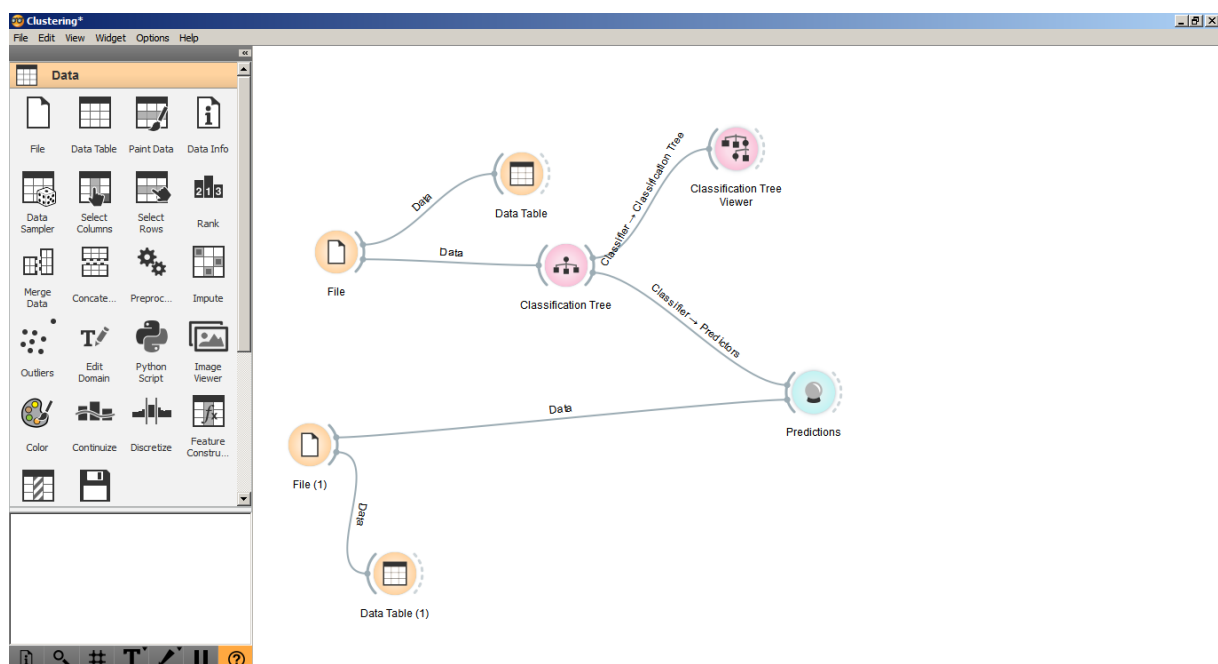 Clustering*
File Edit View Widget Options Help
Data
File Data Table Paint Data Data Info
Data Sampler
Select Columns
Select Rows
Rank
Merge Data
Concate...
Preproc...
Impute
Outliers
Edit Domain
Python Script
Image Viewer
Color
Continuize
Discretize
Feature Constru...
Classification Tree
Viewer
Classifier → Classification Tree
Data
Data Table
Data
File
Classification Tree
Classifier → Predictors
Data
Predictions
File (1)
Data
Data Table (1)